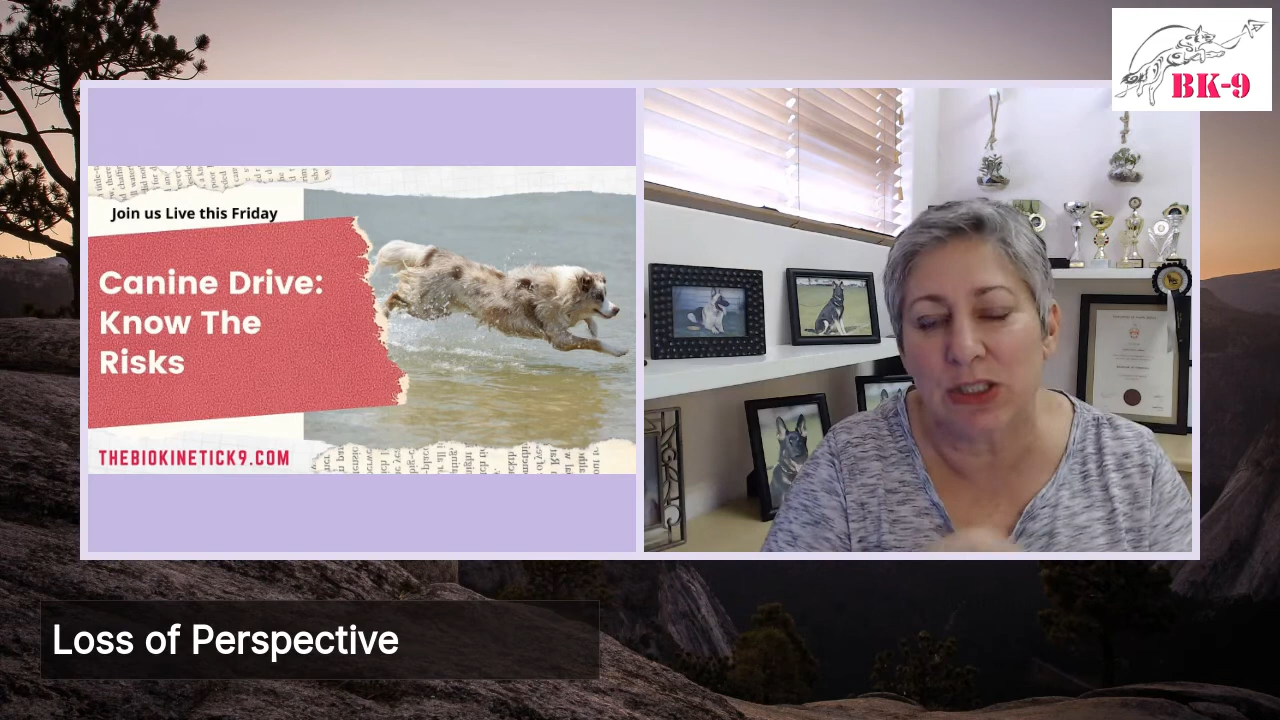 BK-9
Join us Live this Friday
Canine Drive:
Know The
Risks
THEBIOKINETICK9.COM
Loss of Perspective